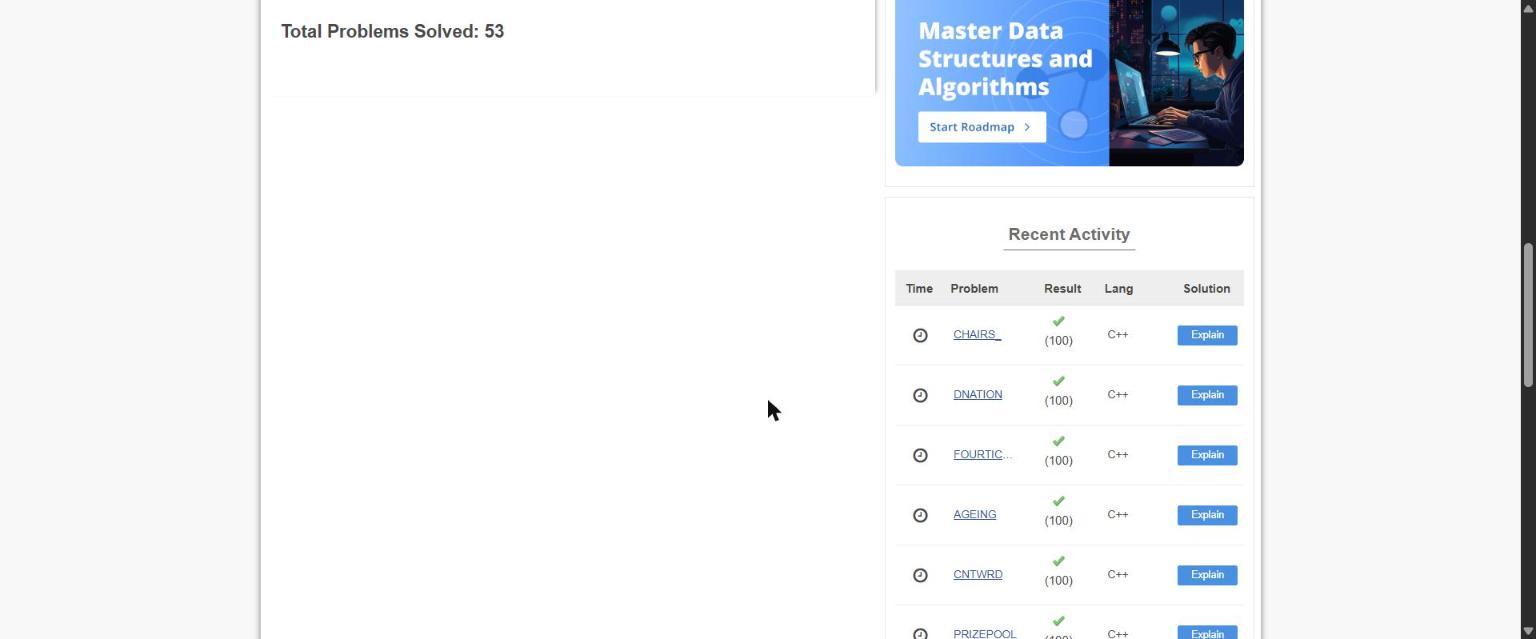 Total Problems Solved: 53
Master Data
Structures and
Algorithms
Start Roadmap
Recent Activity
Time Problem Result Lang Solution
CHAIRS_ (100) C++ Explain
DNATION (100) C++ Explain
FOURTIC... (100) C++ Explain
AGEING (100) C++ Explain
CNTWRD (100) C++ Explain
PRIZEPOOL (100) C++ Explain